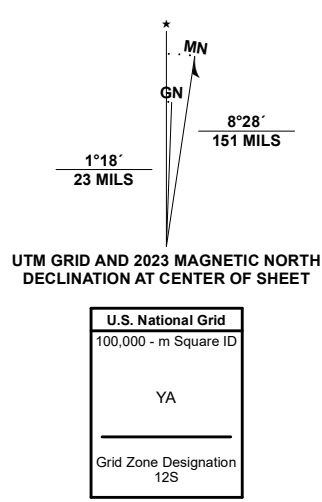 ★
MN
GN
8°28´
151 MILS
1°18´
23 MILS
UTM GRID AND 2023 MAGNETIC NORTH
DECLINATION AT CENTER OF SHEET
U.S. National Grid
100,000 - m Square ID
YA
Grid Zone Designation
12S